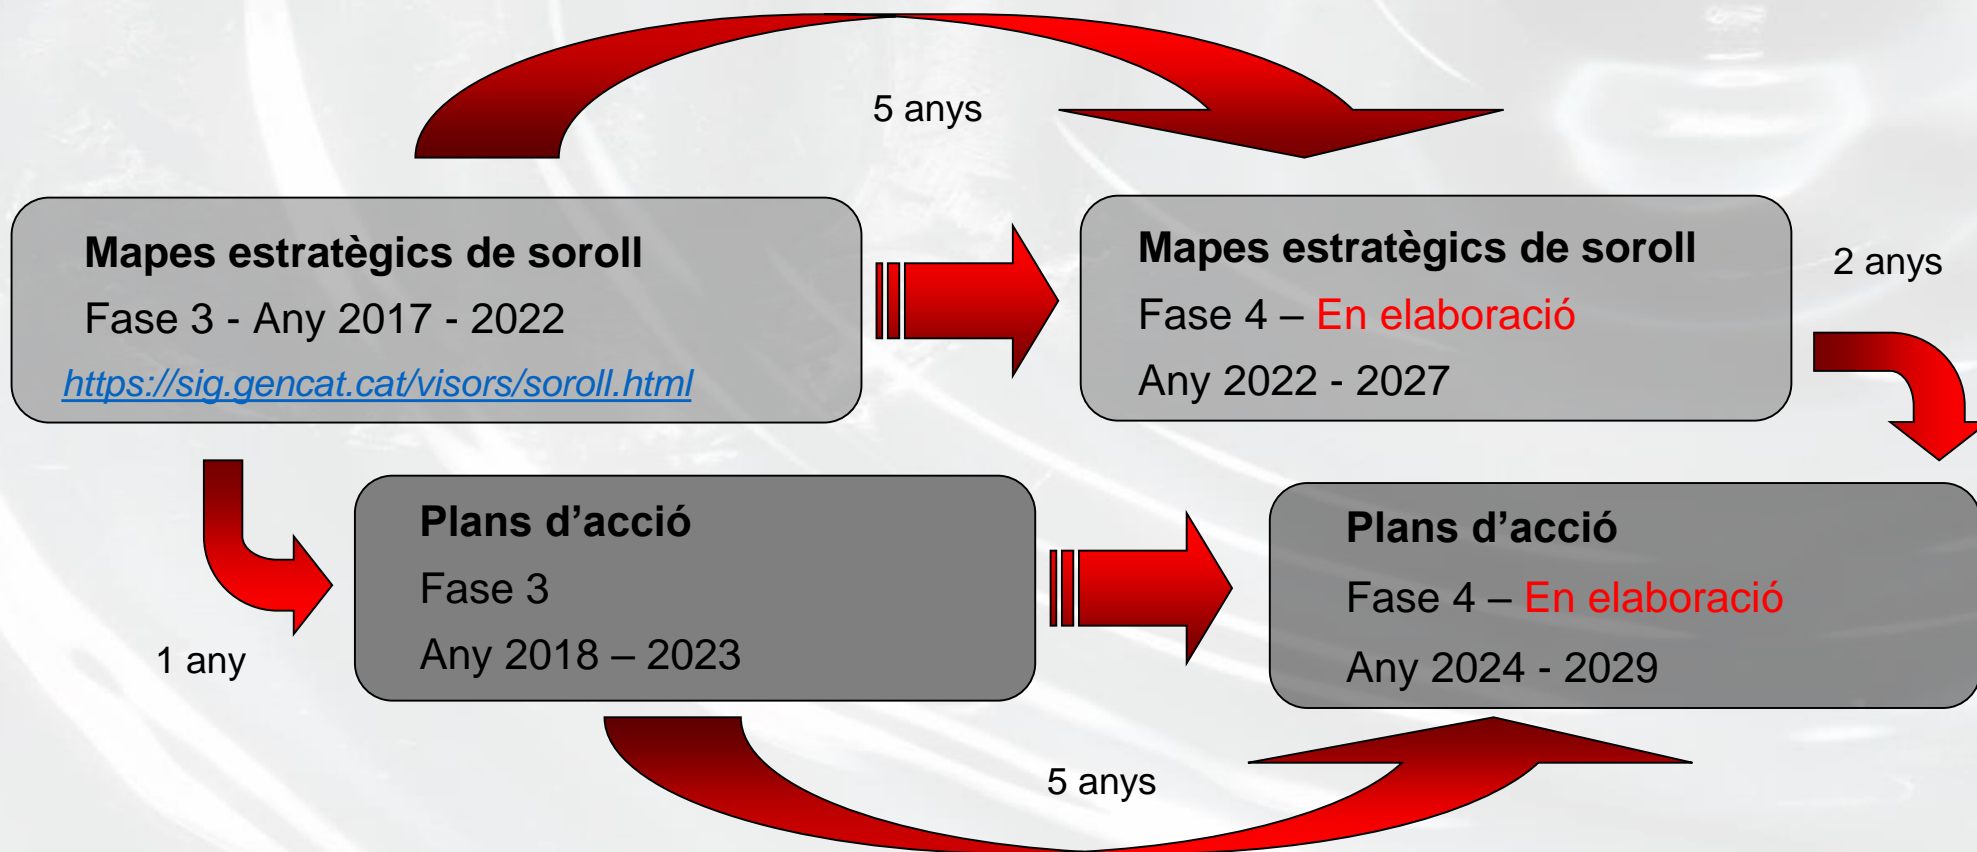 5 anys
Mapes estratègics de soroll
Fase 3 - Any 2017 - 2022
https://sig.gencat.cat/visors/soroll.html
Mapes estratègics de soroll
Fase 4 – En elaboració
Any 2022 - 2027
2 anys
1 any
Plans d’acció
Fase 3
Any 2018 – 2023
Plans d’acció
Fase 4 – En elaboració
Any 2024 - 2029
5 anys